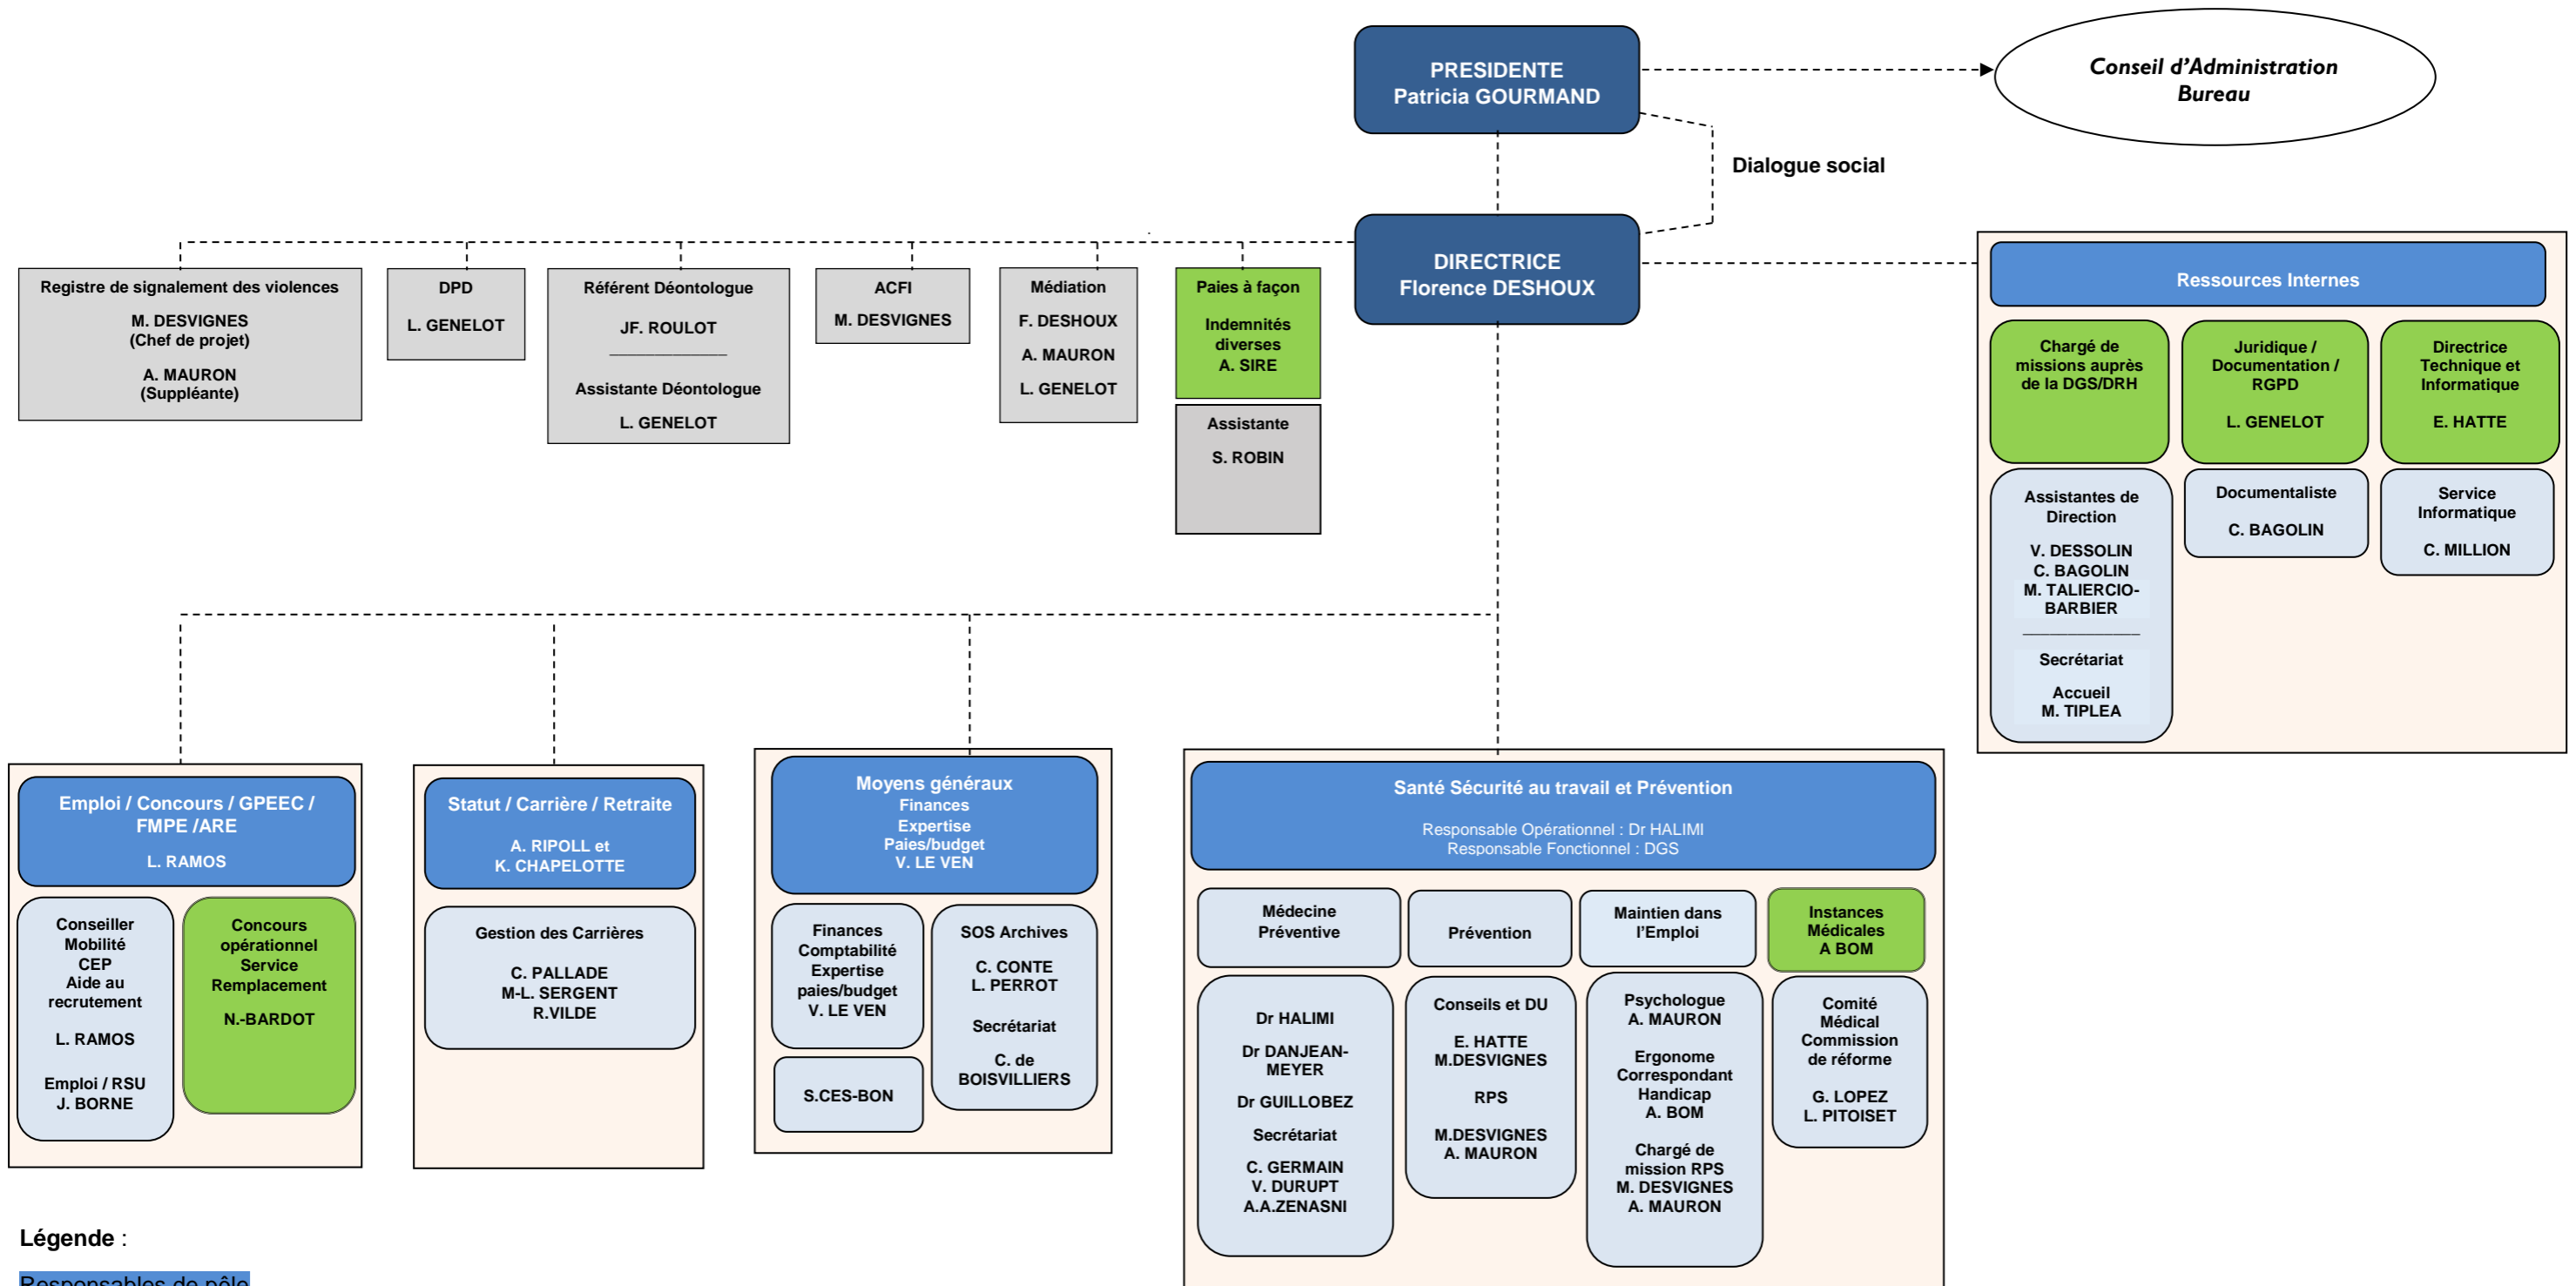 PRESIDENTE
Patricia GOURMAND
Conseil d'Administration
Bureau
Dialogue social
DIRECTRICE
Florence DESHOUX
Registre de signalement des violences
M. DESVIGNES
(Chef de projet)
A. MAURON
(Suppléante)
DPD
L. GENELOT
Référent Déontologue
JF. ROULOT
Assistante Déontologue
L. GENELOT
ACFI
M. DESVIGNES
Médiation
F. DESHOUX
A. MAURON
L. GENELOT
Paies à façon
Indemnités
diverses
A. SIRE
Assistante
S. ROBIN
Ressources Internes
Chargé de
missions auprès
de la DGS/DRH
Juridique /
Documentation /
RGPD
L. GENELOT
Directrice
Technique et
Informatique
E. HATTE
Assistantes de
Direction
V. DESSOLIN
C. BAGOLIN
M. TALIERCIO-
BARBIER
Secrétariat
Accueil
M. TIPLEA
Documentaliste
C. BAGOLIN
Service
Informatique
C. MILLION
Emploi / Concours / GPEEC /
FMPE /ARE
L. RAMOS
Conseiller
Mobilité
CEP
Aide au
recrutement
L. RAMOS
Emploi / RSU
J. BORNE
Concours
opérationnel
Service
Remplacement
N.-BARDOT
Statut / Carrière / Retraite
A. RIPOLL et
K. CHAPELOTTE
Gestion des Carrières
C. PALLADE
M-L. SERGENT
R.VILDE
Moyens généraux
Finances
Expertise
Paies/budget
V. LE VEN
Finances
Comptabilité
Expertise
paies/budget
V. LE VEN
S.CES-BON
SOS Archives
C. CONTE
L. PERROT
Secrétariat
C. de
BOISVILLIERS
Santé Sécurité au travail et Prévention
Responsable Opérationnel : Dr HALIMI
Responsable Fonctionnel : DGS
Médecine
Préventive
Dr HALIMI
Dr DANJEAN-
MEYER
Dr GUILLOBEZ
Secrétariat
C. GERMAIN
V. DURUPT
A.A.ZENASNI
Prévention
Conseils et DU
E. HATTE
M.DESVIGNES
RPS
M.DESVIGNES
A. MAURON
Maintien dans
l'Emploi
Psychologue
A. MAURON
Ergonome
Correspondant
Handicap
A. BOM
Chargé de
mission RPS
M. DESVIGNES
A. MAURON
Instances
Médicales
A BOM
Comité
Médical
Commission
de réforme
G. LOPEZ
L. PITOISET
Légende :
Responsables de pôle